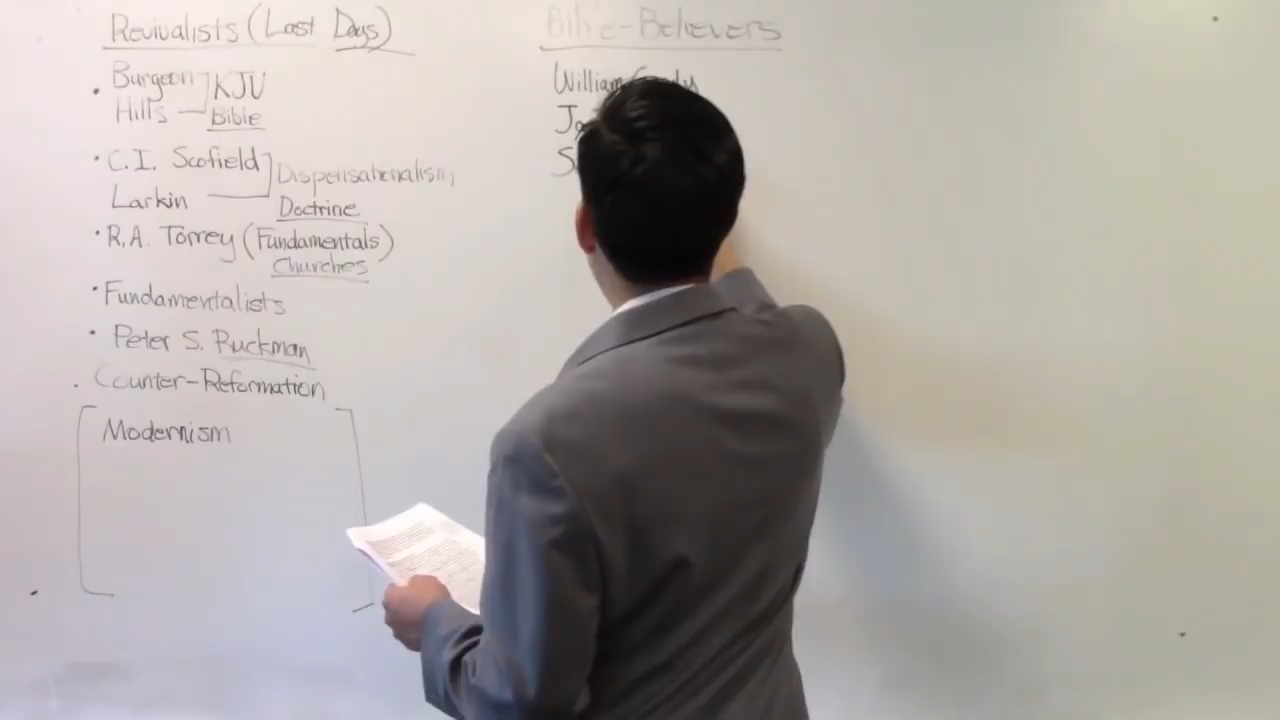 Revivalists (Last Days)
• Burgeon
Hills
KJV
Bible
• C.I. Scofield
Larkin
Dispensationalism,
Doctrine
• R.A. Torrey (Fundamentals)
Churches
• Fundamentalists
• Peter S. Ruckman
• Counter-Reformation
Modernism
Bible-Believers
William